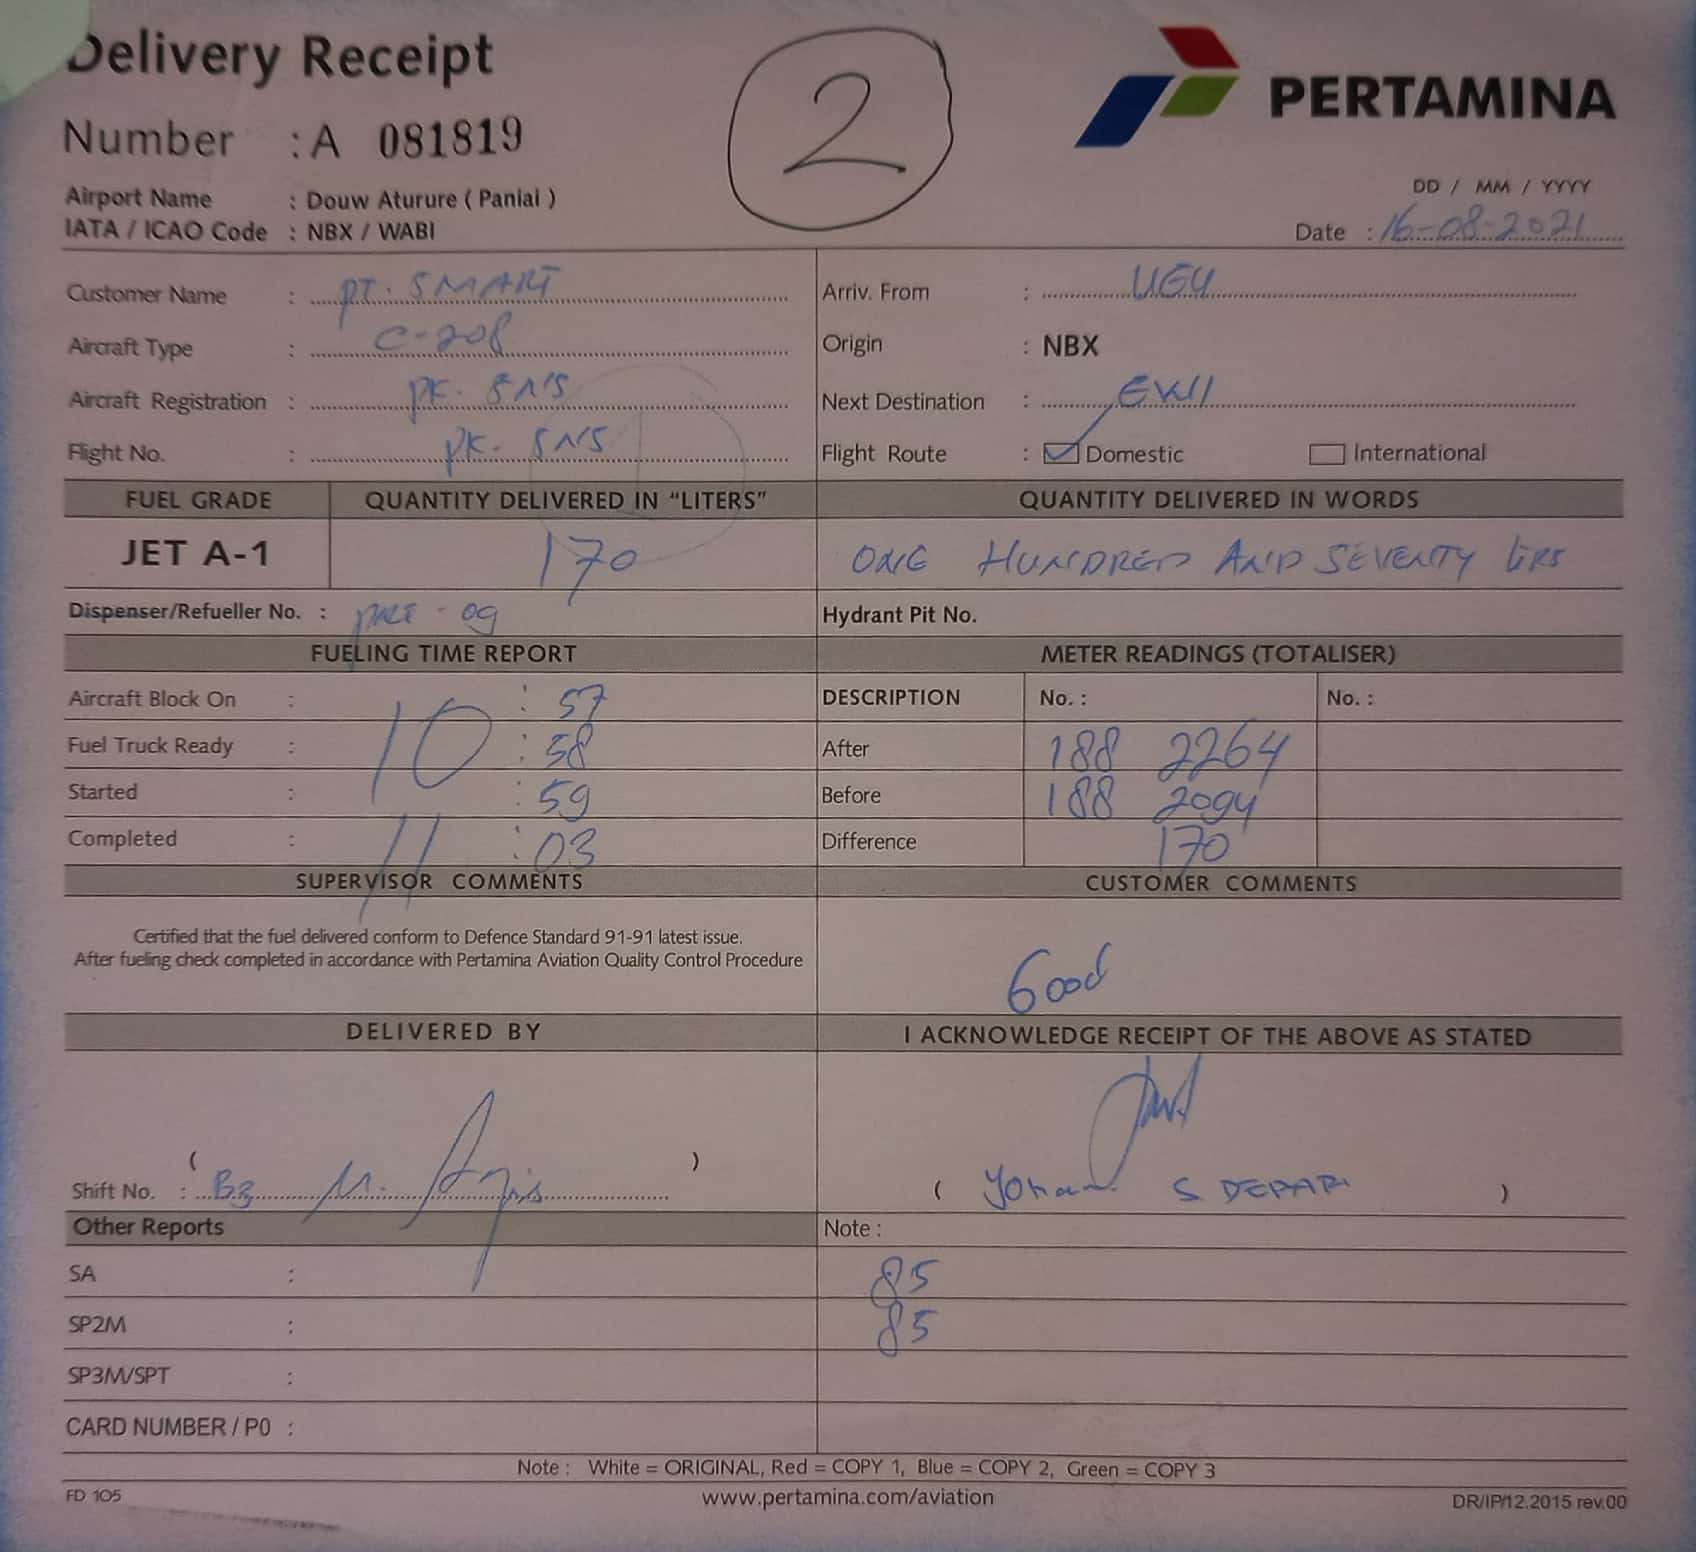 Delivery Receipt
2
PERTAMINA
Number : A 081819
Airport Name : Douw Aturure ( Paniai )
DD / MM / YYYY
IATA / ICAO Code : NBX / WABI
Date : 16-08-2021
Customer Name : PT. SMART
Arriv. From : UGU
Aircraft Type : C-208
Origin : NBX
Aircraft Registration : PK. SNS
Next Destination : EWII
Flight No. : PK. SNS
Flight Route : Domestic International
FUEL GRADE QUANTITY DELIVERED IN "LITERS" QUANTITY DELIVERED IN WORDS
JET A-1 170 ONE HUNDRED AND SEVENTY LTRS
Dispenser/Refueller No. : - 09 Hydrant Pit No.
FUELING TIME REPORT METER READINGS (TOTALISER)
Aircraft Block On : : 57 DESCRIPTION No. : No. :
Fuel Truck Ready : 10 : 58 After 188 2264
Started : : 59 Before 188 2094
Completed : 11 : 03 Difference 170
SUPERVISOR COMMENTS CUSTOMER COMMENTS
Certified that the fuel delivered conform to Defence Standard 91-91 latest issue.
After fueling check completed in accordance with Pertamina Aviation Quality Control Procedure
Good
DELIVERED BY I ACKNOWLEDGE RECEIPT OF THE ABOVE AS STATED
( )
Shift No. : B3 M.
( S DEPARI )
Other Reports Note :
SA : 85
SP2M : 85
SP3M/SPT :
CARD NUMBER / P0 :
Note : White = ORIGINAL, Red = COPY 1, Blue = COPY 2, Green = COPY 3
FD 105 www.pertamina.com/aviation DR/IP/12.2015 rev.00